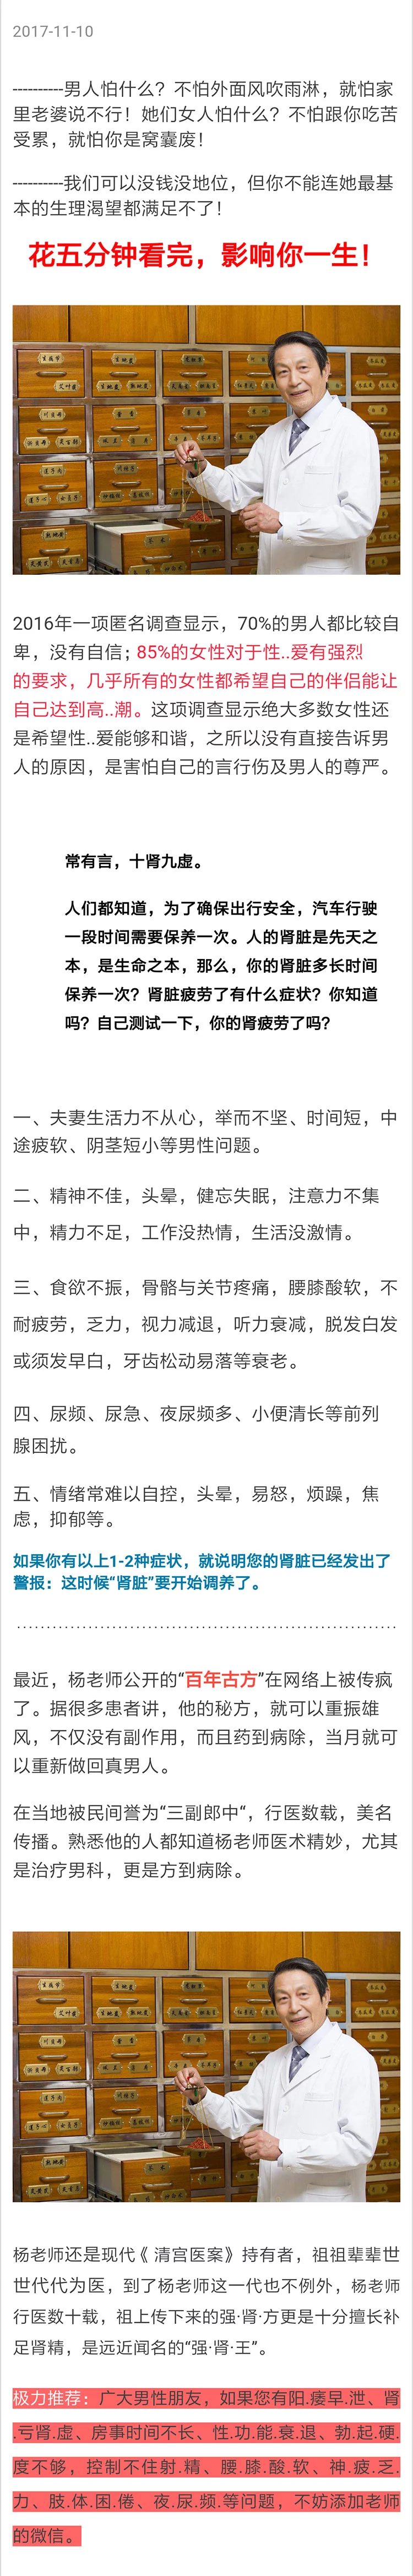 2017-11-10
----------男人怕什么？不怕外面风吹雨淋，就怕家
里老婆说不行！她们女人怕什么？不怕跟你吃苦
受累，就怕你是窝囊废！
----------我们可以没钱没地位，但你不能连她最基
本的生理渴望都满足不了！
花五分钟看完，影响你一生！
2016年一项匿名调查显示，70%的男人都比较自
卑，没有自信；85%的女性对于性..爱有强烈
的要求，几乎所有的女性都希望自己的伴侣能让
自己达到高..潮。这项调查显示绝大多数女性还
是希望性..爱能够和谐，之所以没有直接告诉男
人的原因，是害怕自己的言行伤及男人的尊严。
常有言，十肾九虚。
人们都知道，为了确保出行安全，汽车行驶
一段时间需要保养一次。人的肾脏是先天之
本，是生命之本，那么，你的肾脏多长时间
保养一次？肾脏疲劳了有什么症状？你知道
吗？自己测试一下，你的肾疲劳了吗？
一、夫妻生活力不从心，举而不坚、时间短，中
途疲软、阴茎短小等男性问题。
二、精神不佳，头晕，健忘失眠，注意力不集
中，精力不足，工作没热情，生活没激情。
三、食欲不振，骨骼与关节疼痛，腰膝酸软，不
耐疲劳，乏力，视力减退，听力衰减，脱发白发
或须发早白，牙齿松动易落等衰老。
四、尿频、尿急、夜尿频多、小便清长等前列
腺困扰。
五、情绪常难以自控，头晕，易怒，烦躁，焦
虑，抑郁等。
如果你有以上1-2种症状，就说明您的肾脏已经发出了
警报：这时候“肾脏”要开始调养了。
最近，杨老师公开的“百年古方”在网络上被传疯
了。据很多患者讲，他的秘方，就可以重振雄
风，不仅没有副作用，而且药到病除，当月就可
以重新做回真男人。
在当地被民间誉为“三副郎中“，行医数载，美名
传播。熟悉他的人都知道杨老师医术精妙，尤其
是治疗男科，更是方到病除。
杨老师还是现代《 清宫医案》持有者，祖祖辈辈世
世代代为医，到了杨老师这一代也不例外，杨老师
行医数十载，祖上传下来的强·肾·方更是十分擅长补
足肾精，是远近闻名的“强·肾·王”。
极力推荐：广大男性朋友，如果您有阳.痿早.泄、肾
.亏肾.虚、房事时间不长、性.功.能.衰.退、勃.起.硬.
度不够，控制不住射.精、腰.膝.酸.软、神.疲.乏.
力、肢.体.困.倦、夜.尿.频.等问题，不妨添加老师
的微信。